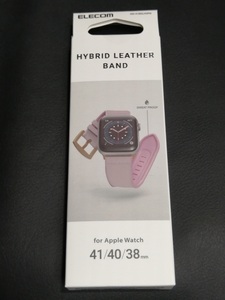 ELECOM
HYBRID LEATHER
BAND
for Apple Watch
41/40/38mm